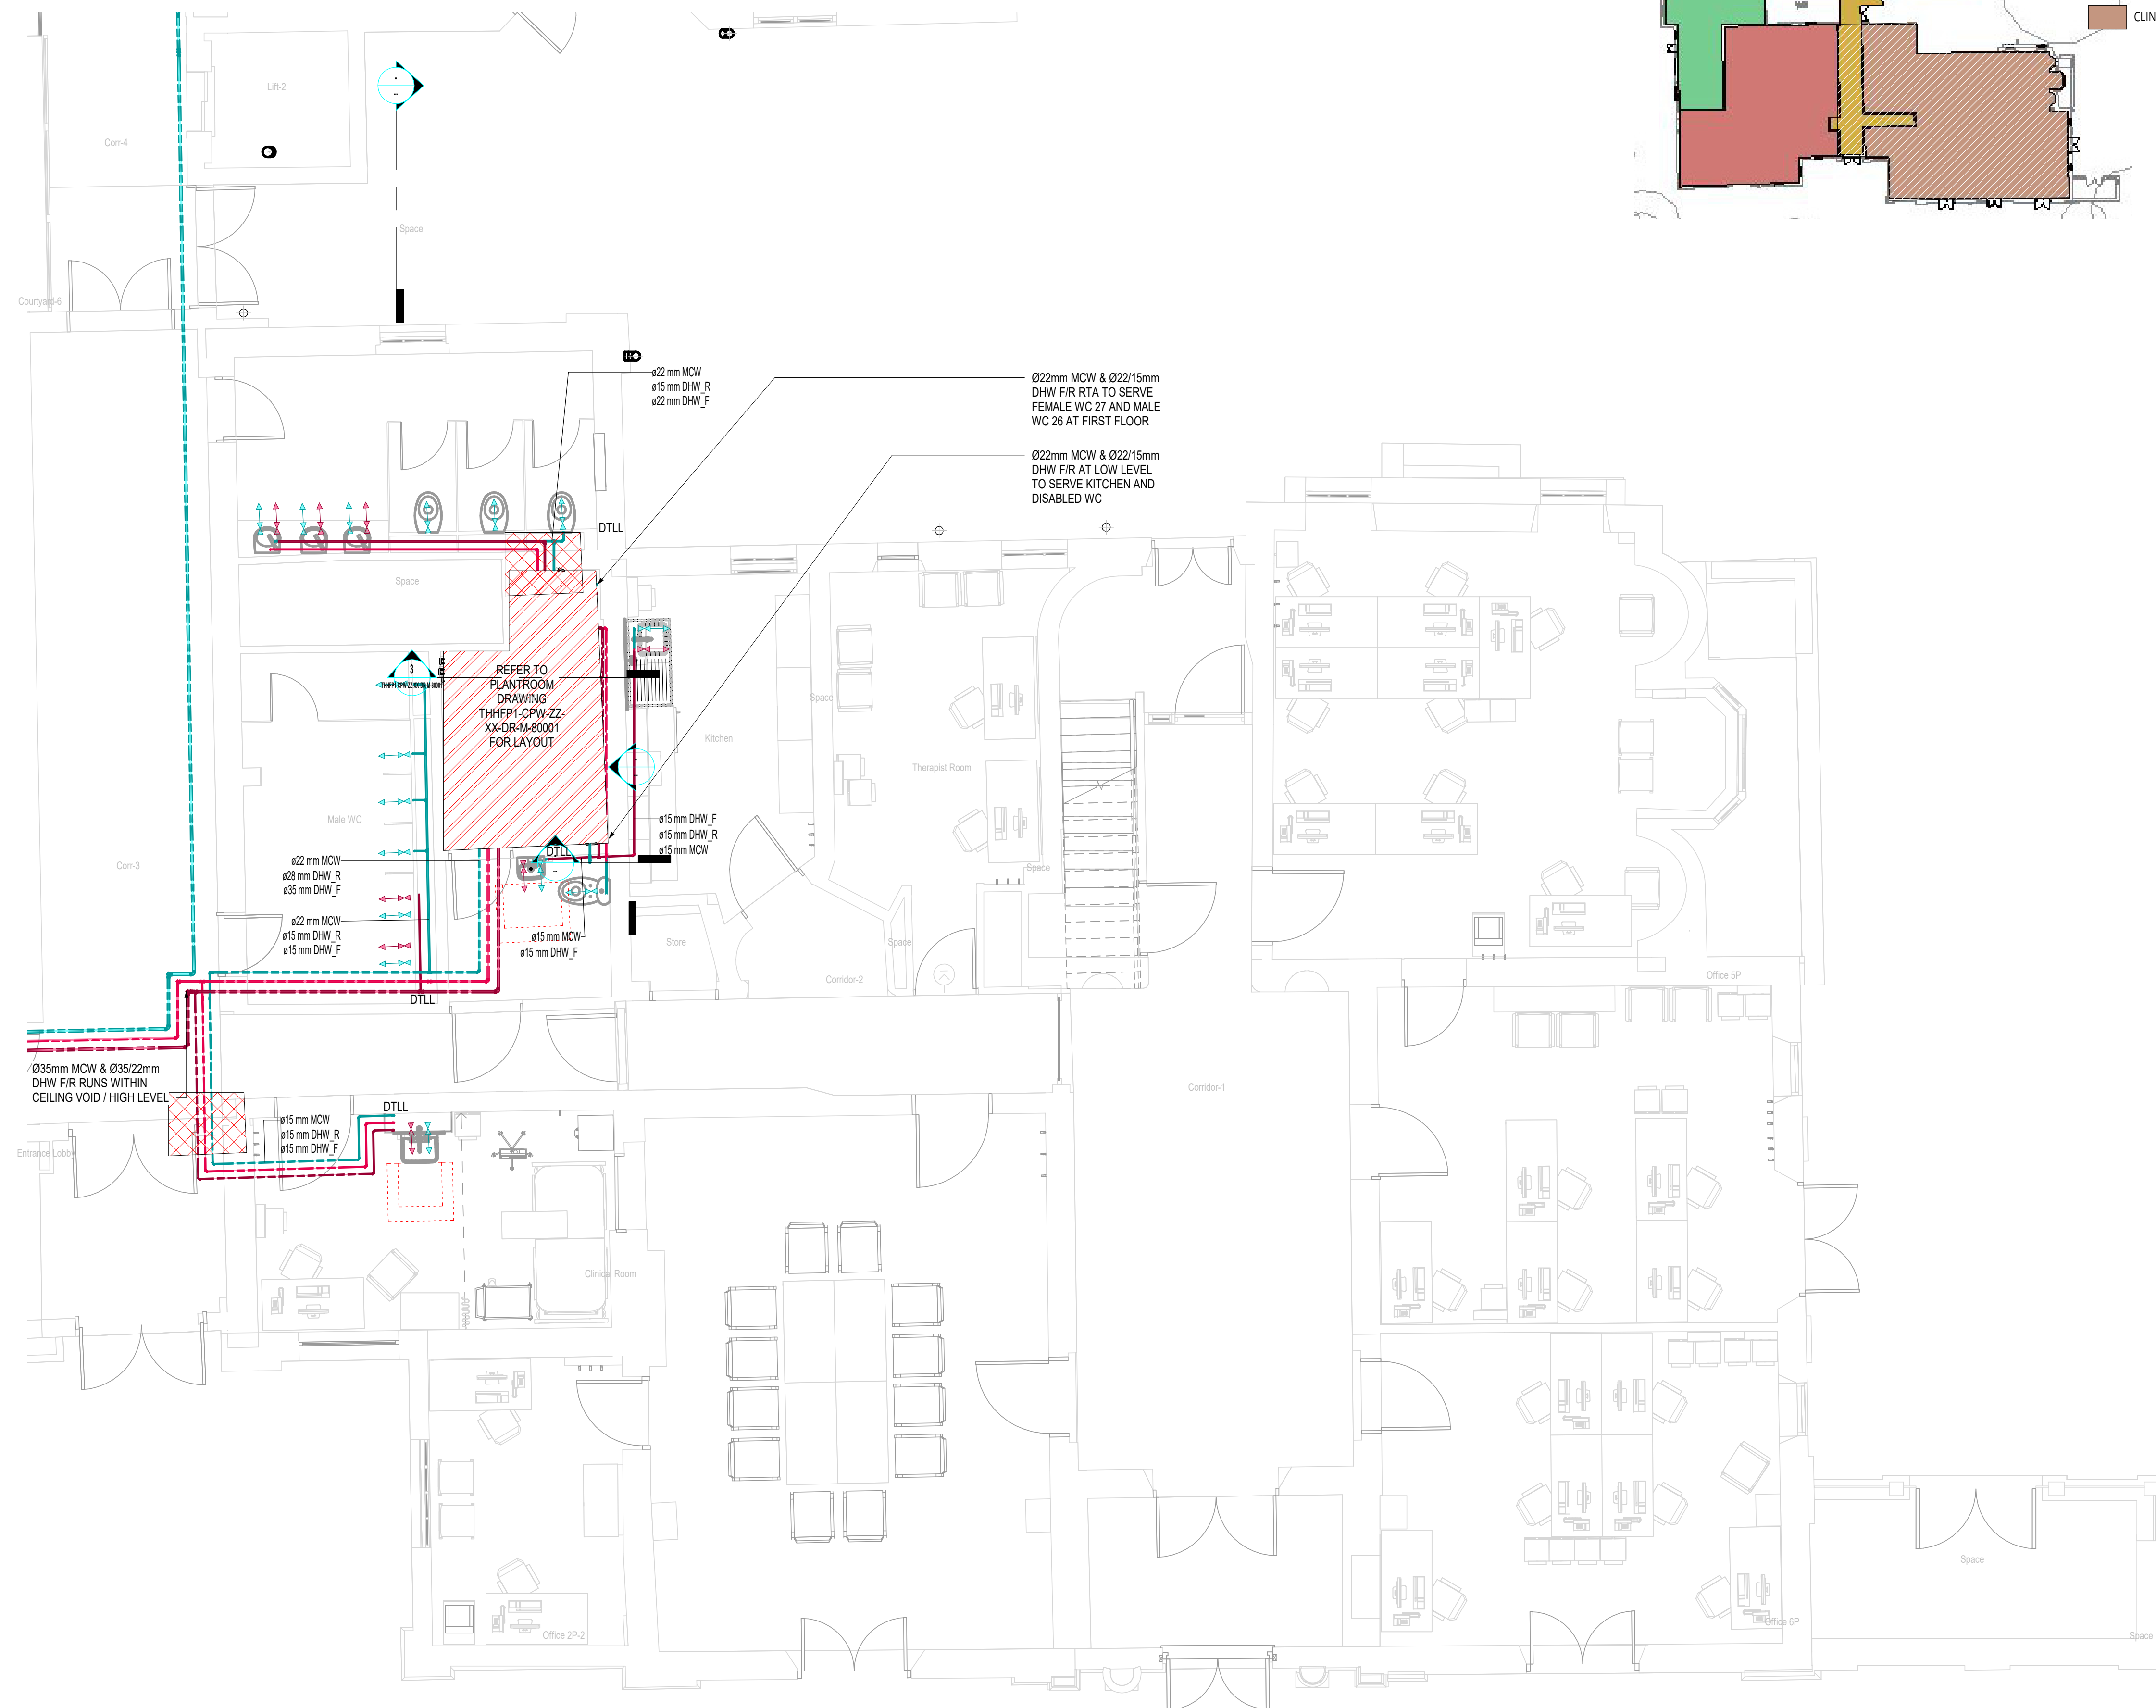 CLIN
Lift-2
Corr-4
Space
Courtyard-6
ø22 mm MCW
ø15 mm DHW_R
ø22 mm DHW_F
Ø22mm MCW & Ø22/15mm
DHW F/R RTA TO SERVE
FEMALE WC 27 AND MALE
WC 26 AT FIRST FLOOR
Ø22mm MCW & Ø22/15mm
DHW F/R AT LOW LEVEL
TO SERVE KITCHEN AND
DISABLED WC
DTLL
Space
3
REFER TO
PLANTROOM
DRAWING
THHFP1-CPW-ZZ-
XX-DR-M-80001
FOR LAYOUT
Space
Kitchen
Therapist Room
Male WC
Corr-3
ø15 mm DHW_F
ø15 mm DHW_R
ø15 mm MCW
DTLL
Space
ø22 mm MCW
ø28 mm DHW_R
ø35 mm DHW_F
ø22 mm MCW
ø15 mm DHW_R
ø15 mm DHW_F
ø15 mm MCW
ø15 mm DHW_F
Store
Space
Corridor-2
Office 5P
DTLL
Ø35mm MCW & Ø35/22mm
DHW F/R RUNS WITHIN
CEILING VOID / HIGH LEVEL
Corridor-1
DTLL
ø15 mm MCW
ø15 mm DHW_R
ø15 mm DHW_F
Entrance Lobby
Clinical Room
Space
Office 2P-2
Office 6P
Space